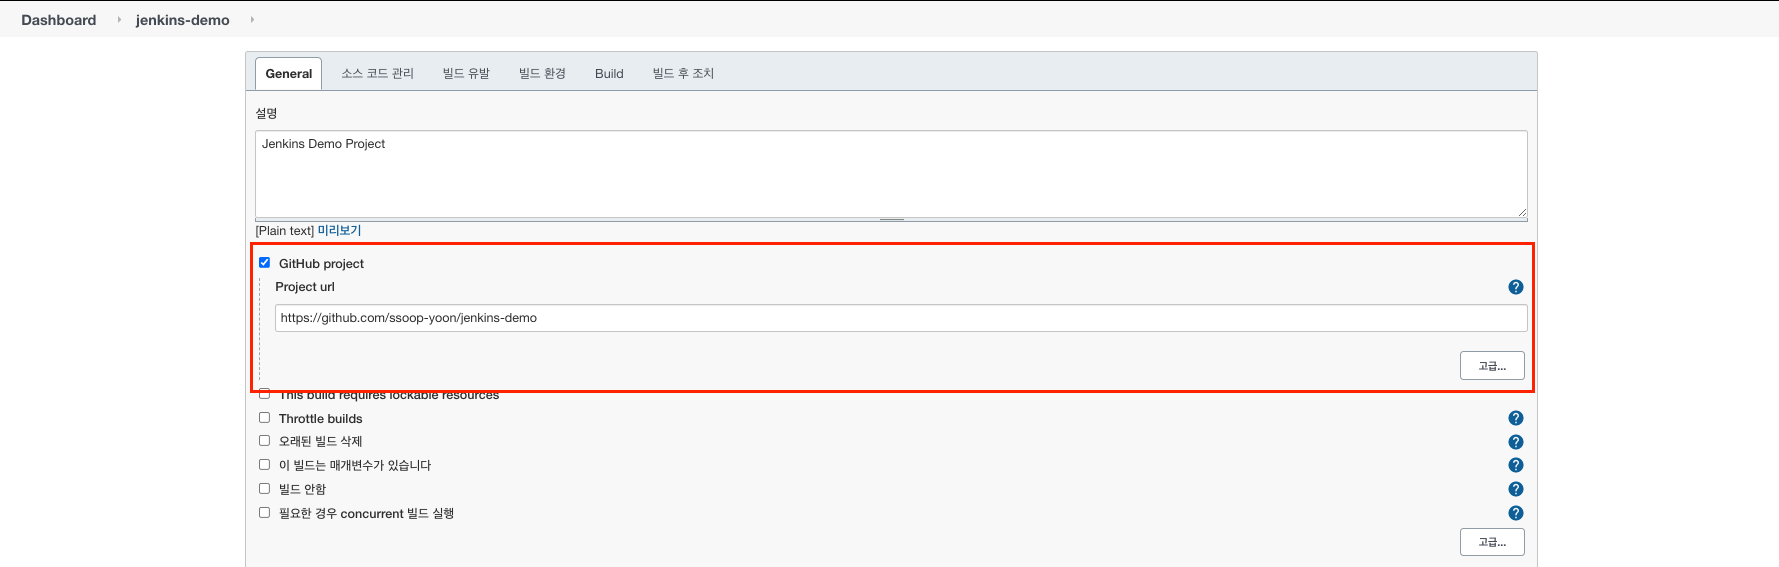 Dashboard jenkins-demo
General 소스 코드 관리 빌드 유발 빌드 환경 Build 빌드 후 조치
설명
Jenkins Demo Project
[Plain text] 미리보기
GitHub project
Project url
https://github.com/ssoop-yoon/jenkins-demo
고급...
This build requires lockable resources
Throttle builds
오래된 빌드 삭제
이 빌드는 매개변수가 있습니다
빌드 안함
필요한 경우 concurrent 빌드 실행
고급...